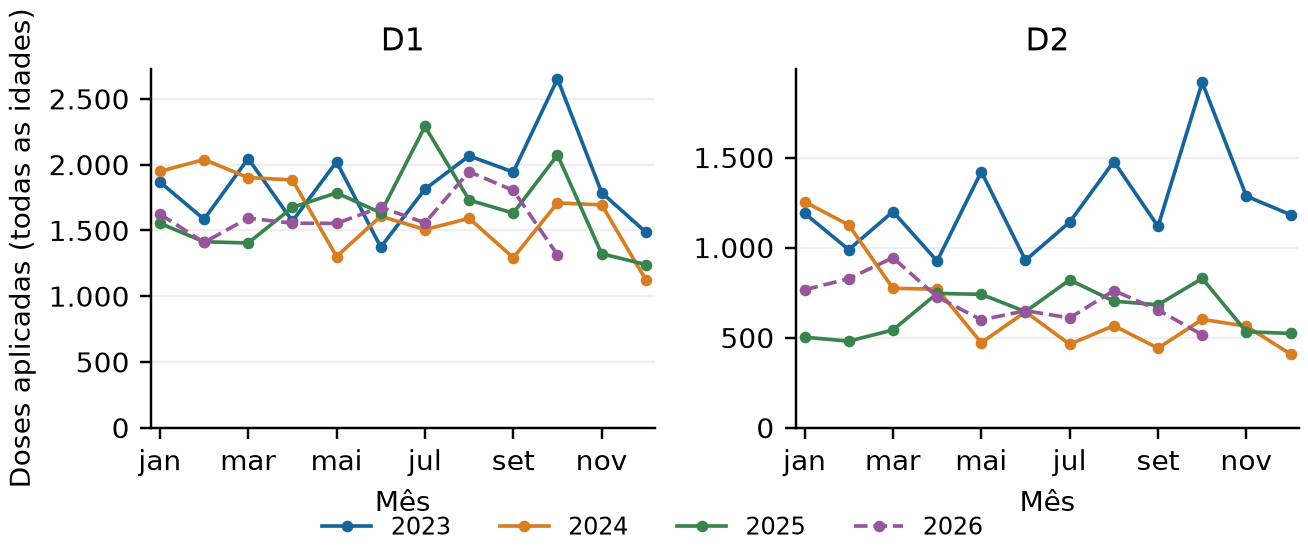 Doses aplicadas (todas as idades)
D1
2.500
2.000
1.500
1.000
500
0
jan mar mai jul set nov
Mês
D2
1.500
1.000
500
0
jan mar mai jul set nov
Mês
2023 2024 2025 2026